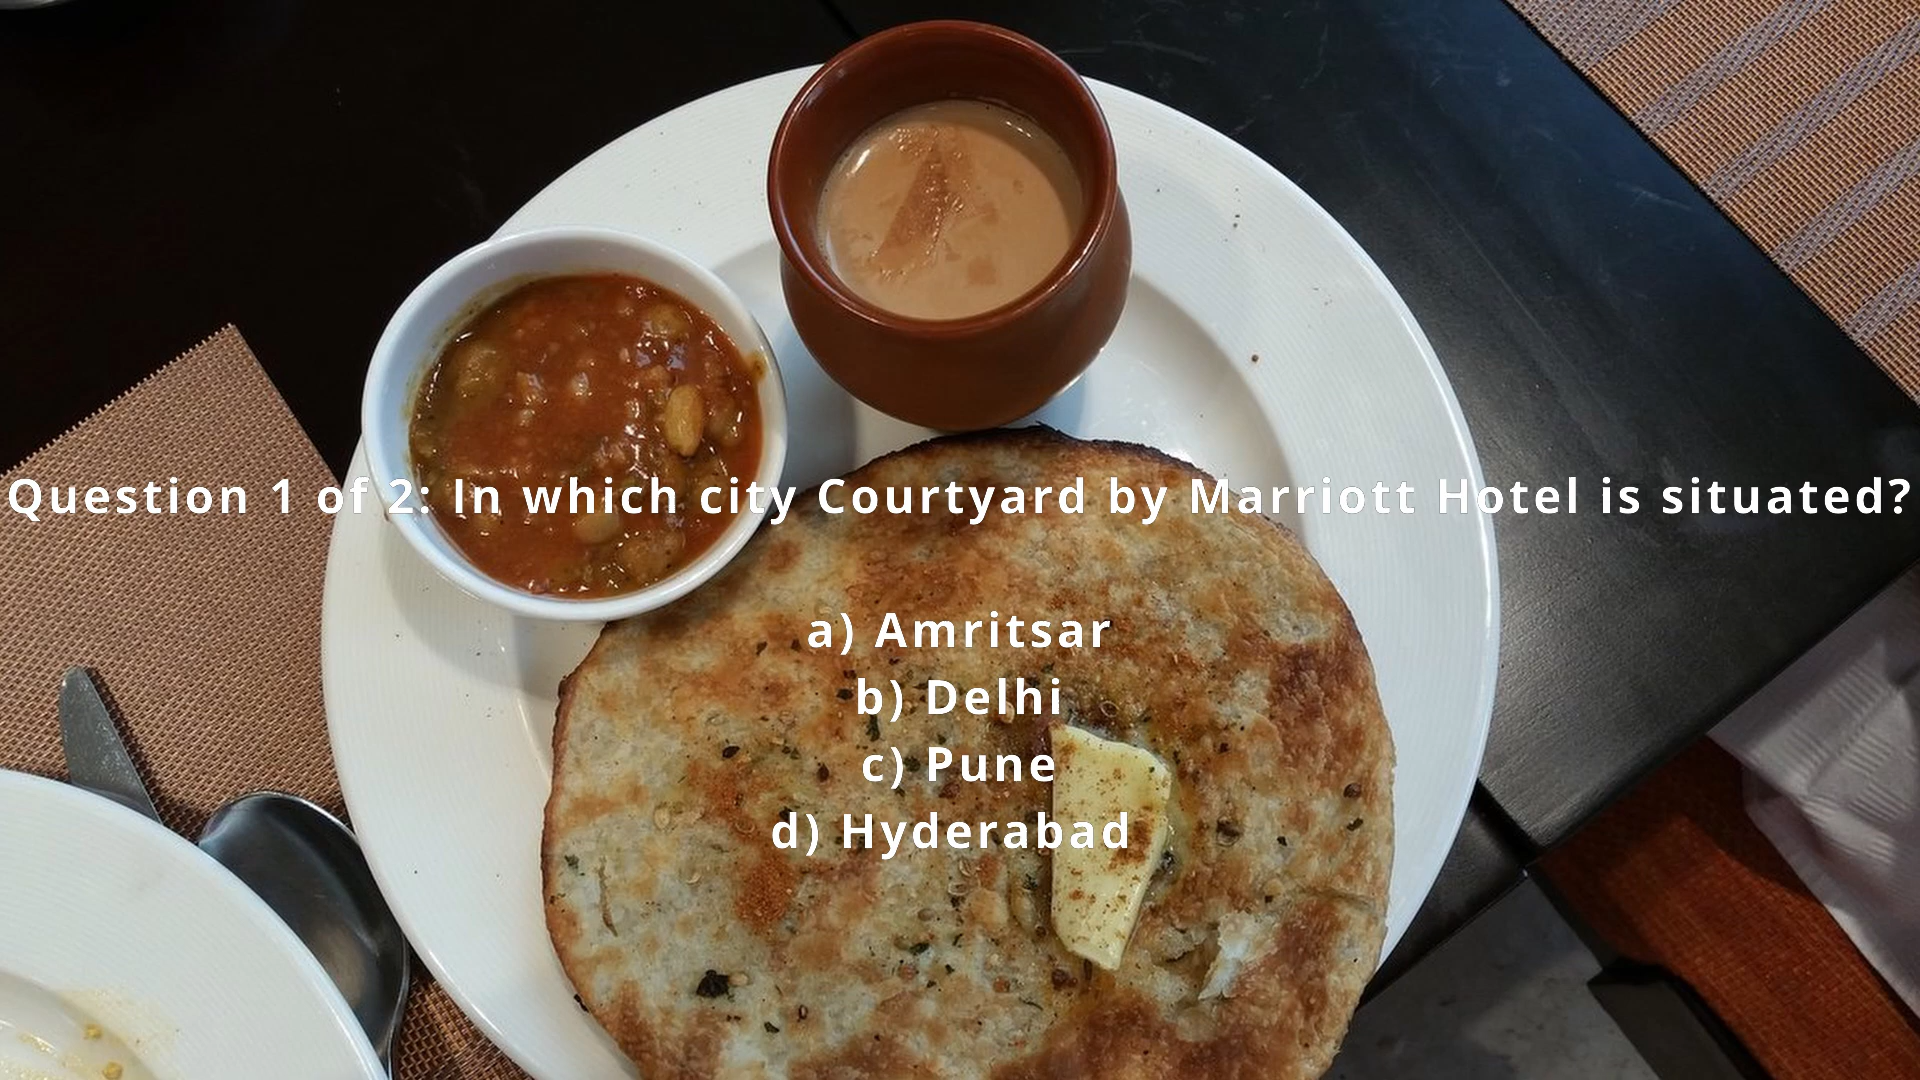 Question 1 of 2: In which city Courtyard by Marriott Hotel is situated?
a) Amritsar
b) Delhi
c) Pune
d) Hyderabad